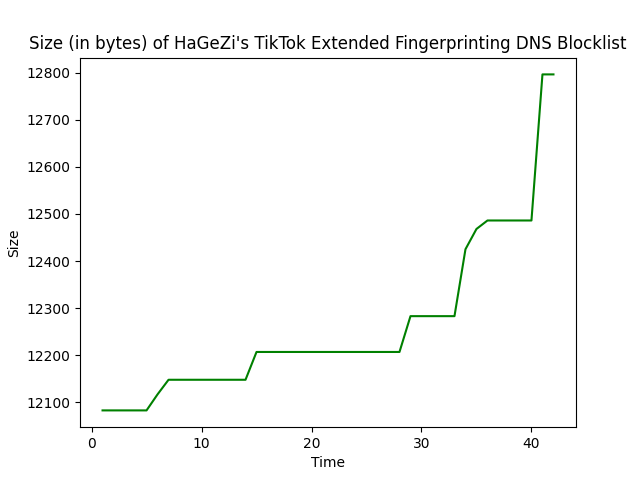 Size (in bytes) of HaGeZi's TikTok Extended Fingerprinting DNS Blocklist
12800
12700
12600
12500
12400
12300
12200
12100
Size
0 10 20 30 40
Time